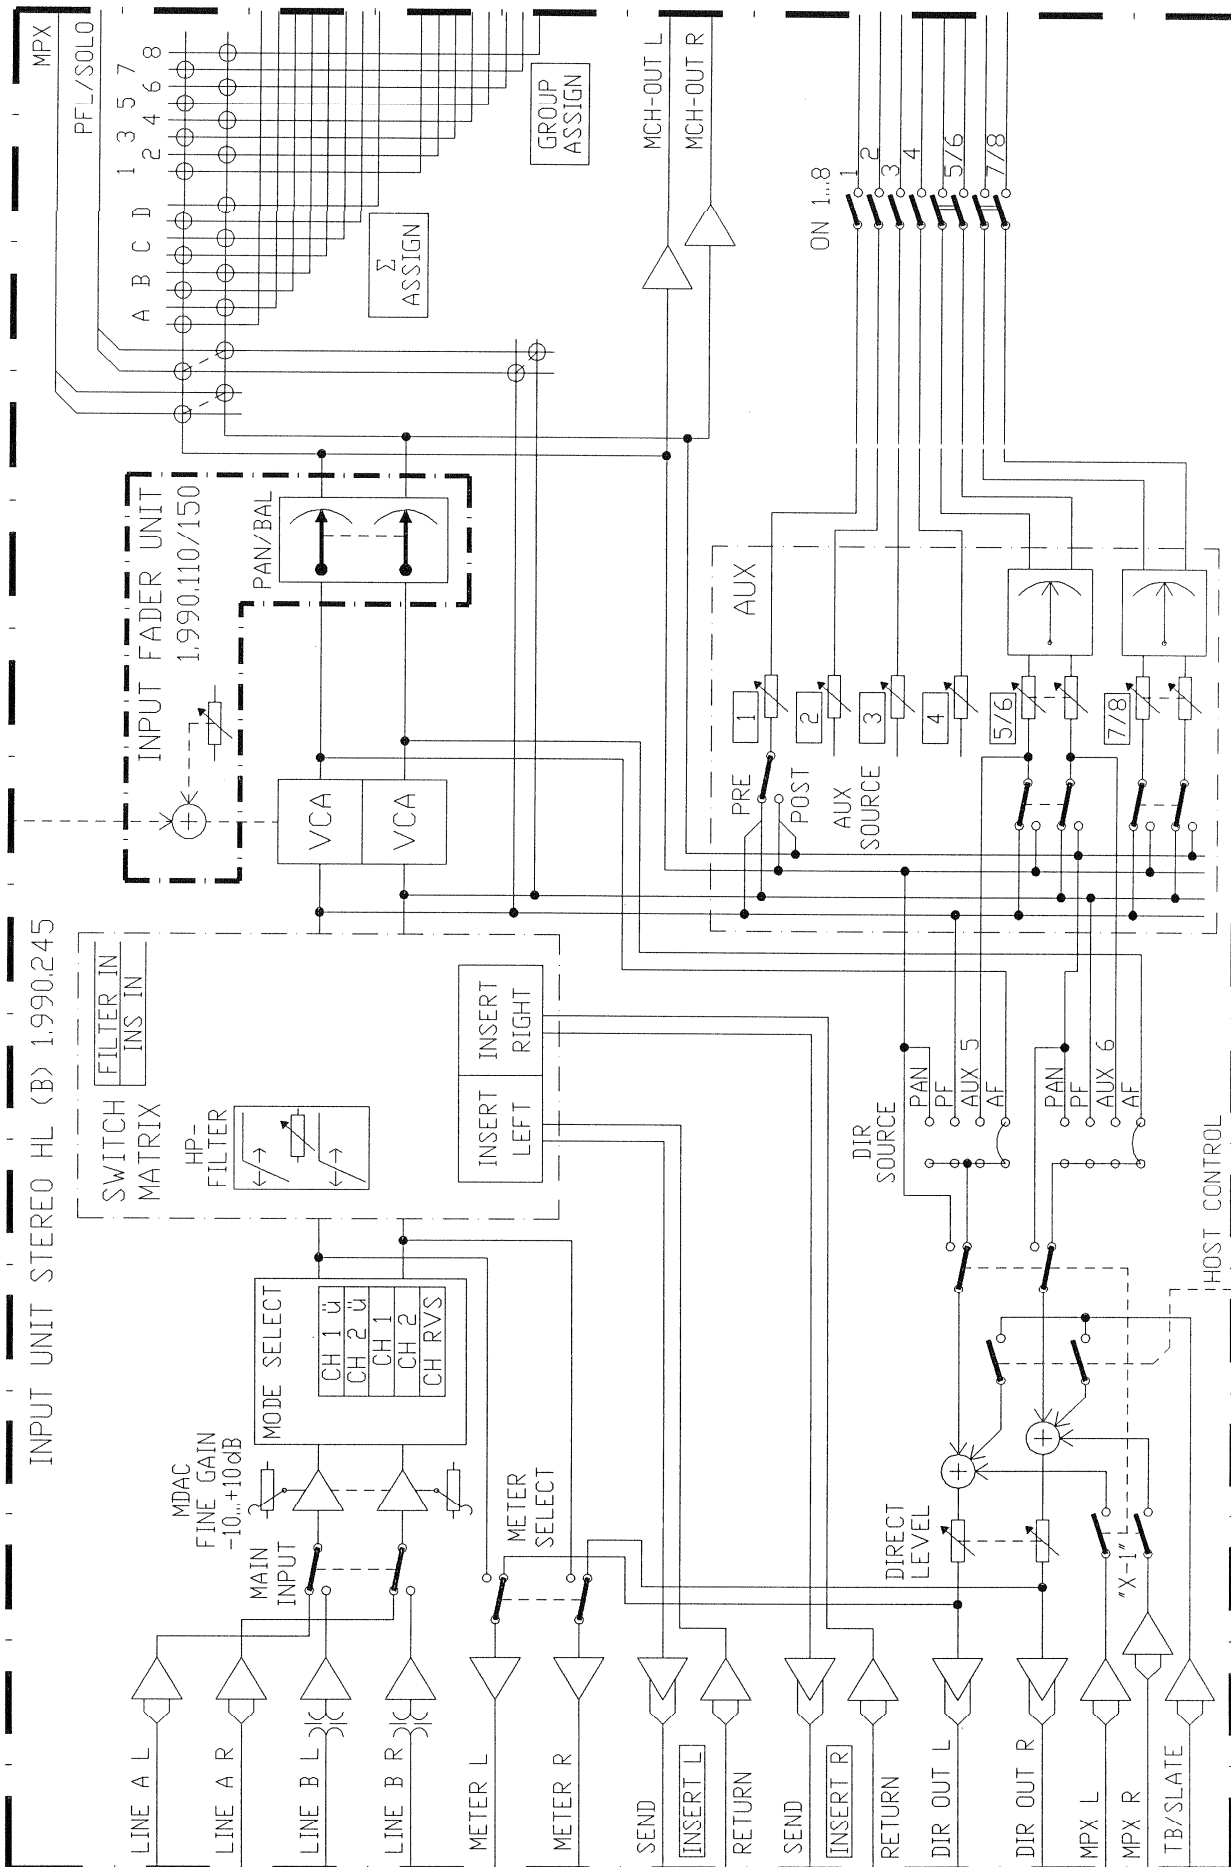 INPUT UNIT STEREO HL (B) 1.990.245
LINE A L
LINE A R
LINE B L
LINE B R
METER L
METER R
SEND
INSERT L
RETURN
SEND
INSERT R
RETURN
DIR OUT L
DIR OUT R
MPX L
MPX R
TB/SLATE
MDAC
FINE GAIN
-10...+10dB
MAIN
INPUT
MODE SELECT
CH 1 ü
CH 2 ü
CH 1
CH 2
CH RVS
METER
SELECT
DIRECT
LEVEL
"X-1"
SWITCH
MATRIX
FILTER IN
INS IN
HP-
FILTER
INSERT
LEFT
INSERT
RIGHT
DIR
SOURCE
PAN
PF
AUX 5
AF
PAN
PF
AUX 6
AF
HOST CONTROL
INPUT FADER UNIT
1.990.110/150
VCA
VCA
PAN/BAL
AUX
PRE
POST
AUX
SOURCE
1
2
3
4
5/6
7/8
MPX
PFL/SOLO
A B C D
1 3 5 7
2 4 6 8
Σ
ASSIGN
GROUP
ASSIGN
MCH-OUT L
MCH-OUT R
ON 1...8
1
2
3
4
5/6
7/8